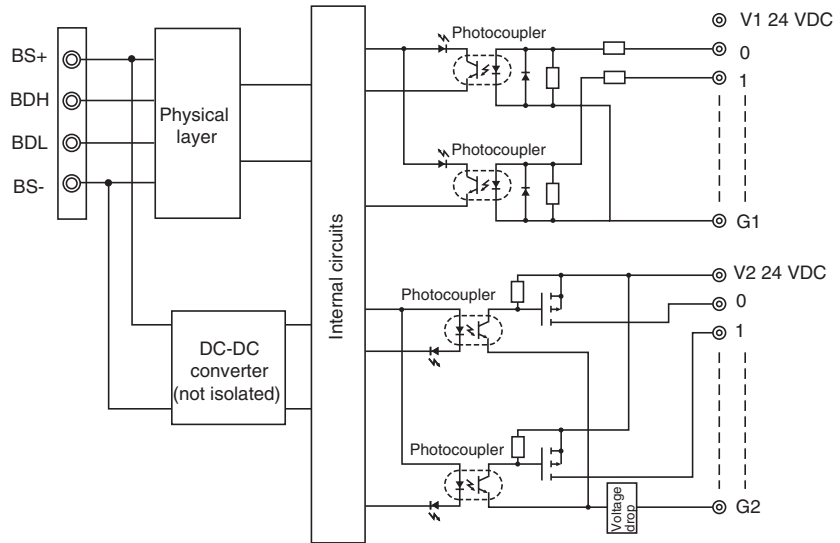 BS+
BDH
BDL
BS-
Physical
layer
DC-DC
converter
(not isolated)
Internal circuits
Photocoupler
Photocoupler
V1 24 VDC
0
1
G1
Photocoupler
Photocoupler
V2 24 VDC
0
1
Voltage
drop
G2